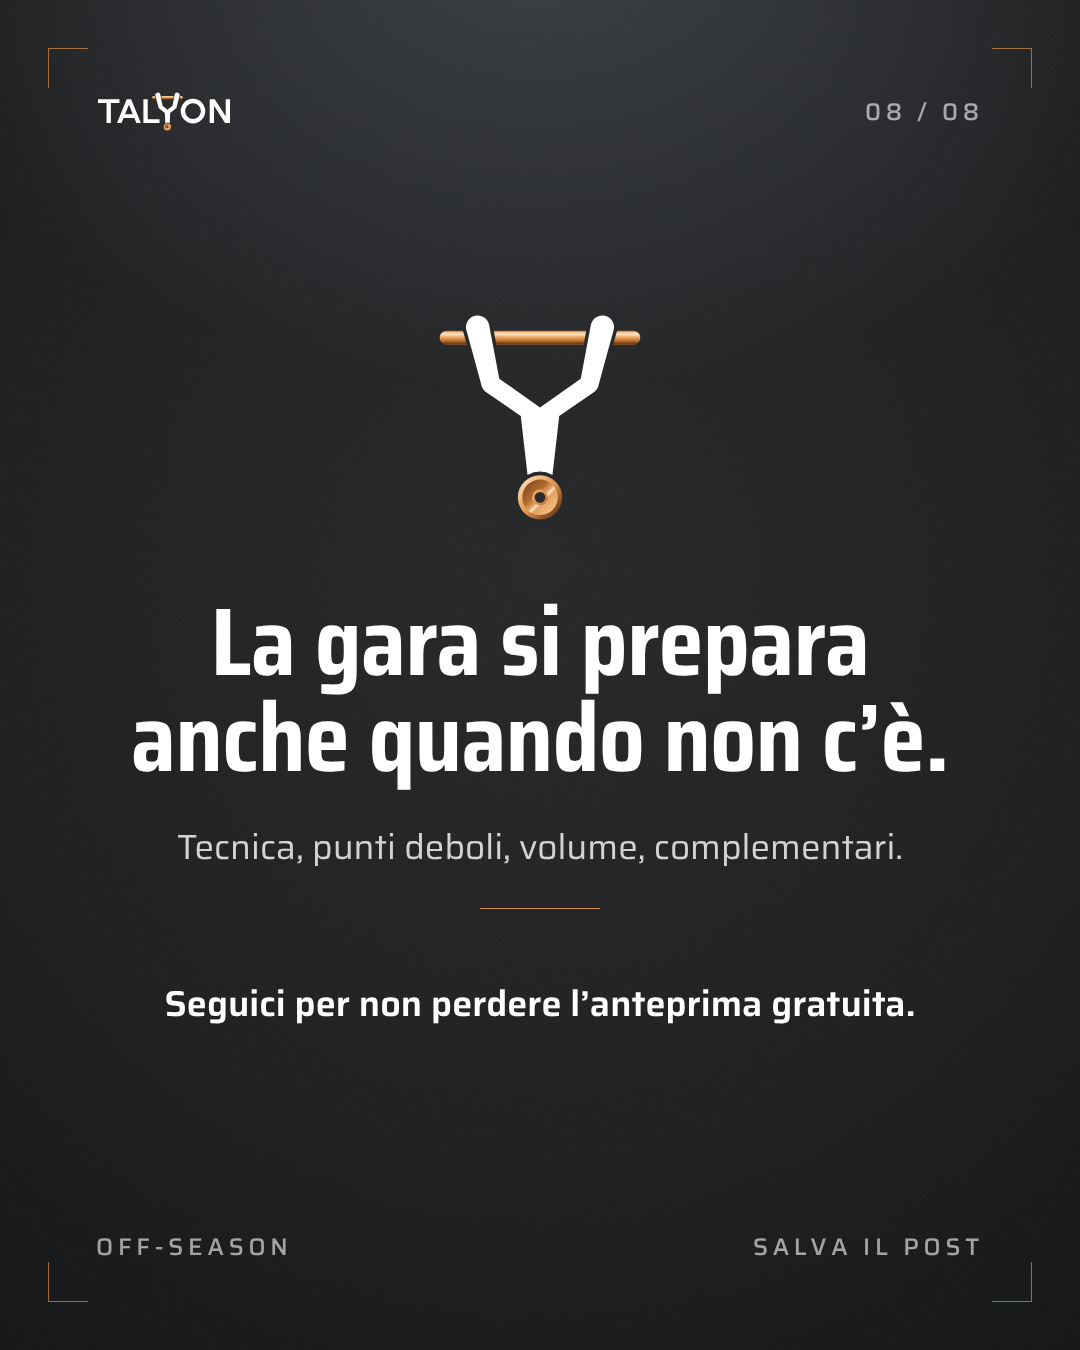 TALYON
08 / 08
La gara si prepara
anche quando non c’è.
Tecnica, punti deboli, volume, complementari.
Seguici per non perdere l’anteprima gratuita.
OFF-SEASON
SALVA IL POST